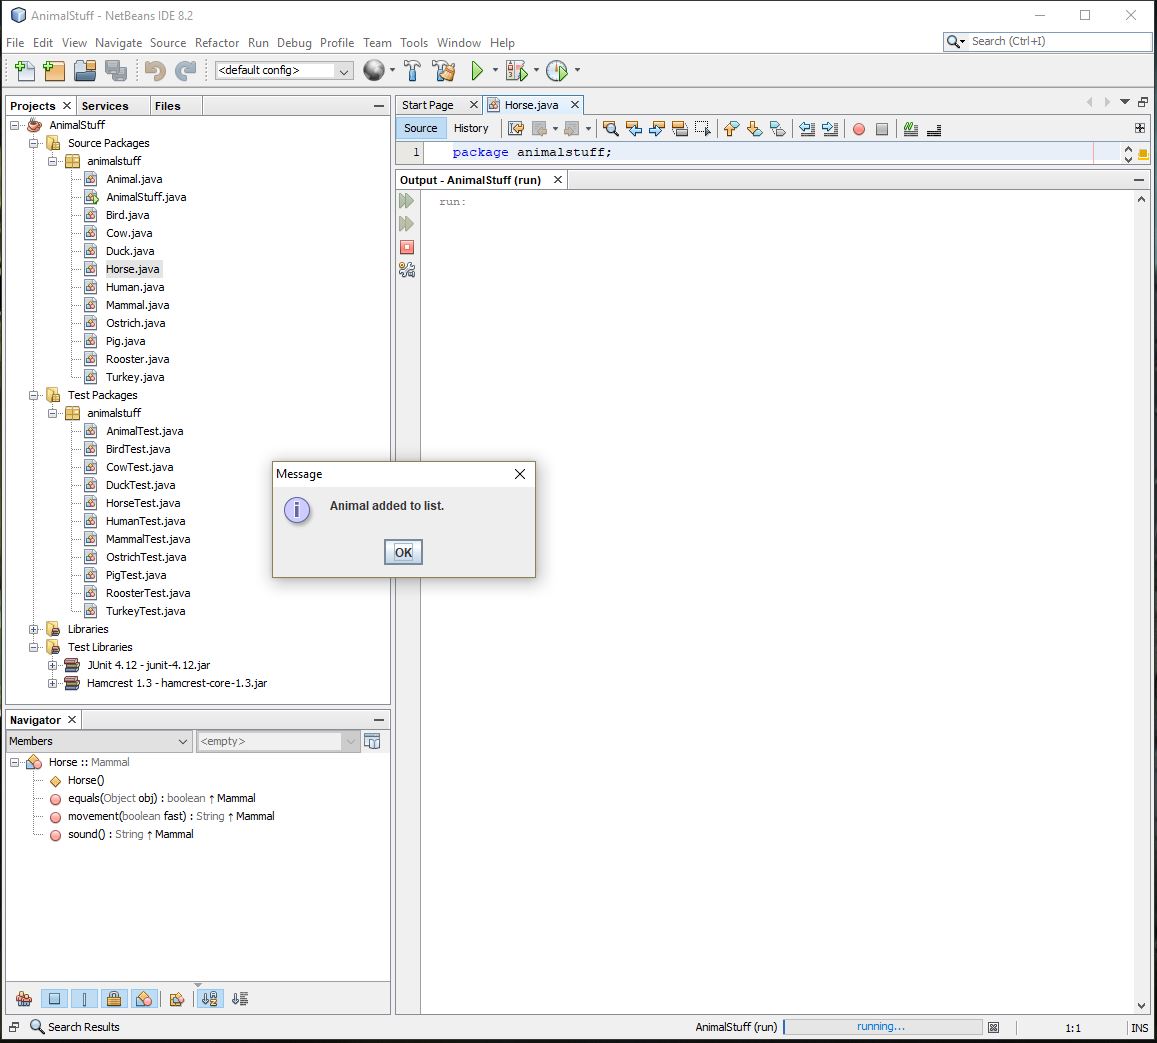 AnimalStuff - NetBeans IDE 8.2
File Edit View Navigate Source Refactor Run Debug Profile Team Tools Window Help
Search (Ctrl+I)
<default config>
Projects Services Files
AnimalStuff
Source Packages
animalstuff
Animal.java
AnimalStuff.java
Bird.java
Cow.java
Duck.java
Horse.java
Human.java
Mammal.java
Ostrich.java
Pig.java
Rooster.java
Turkey.java
Test Packages
animalstuff
AnimalTest.java
BirdTest.java
CowTest.java
DuckTest.java
HorseTest.java
HumanTest.java
MammalTest.java
OstrichTest.java
PigTest.java
RoosterTest.java
TurkeyTest.java
Libraries
Test Libraries
JUnit 4.12 - junit-4.12.jar
Hamcrest 1.3 - hamcrest-core-1.3.jar
Start Page Horse.java
Source History
1 package animalstuff;
Output - AnimalStuff (run)
run:
Message
Animal added to list.
OK
Navigator
Members <empty>
Horse :: Mammal
Horse()
equals(Object obj) : boolean ↑ Mammal
movement(boolean fast) : String ↑ Mammal
sound() : String ↑ Mammal
Search Results
AnimalStuff (run) running... 1:1 INS